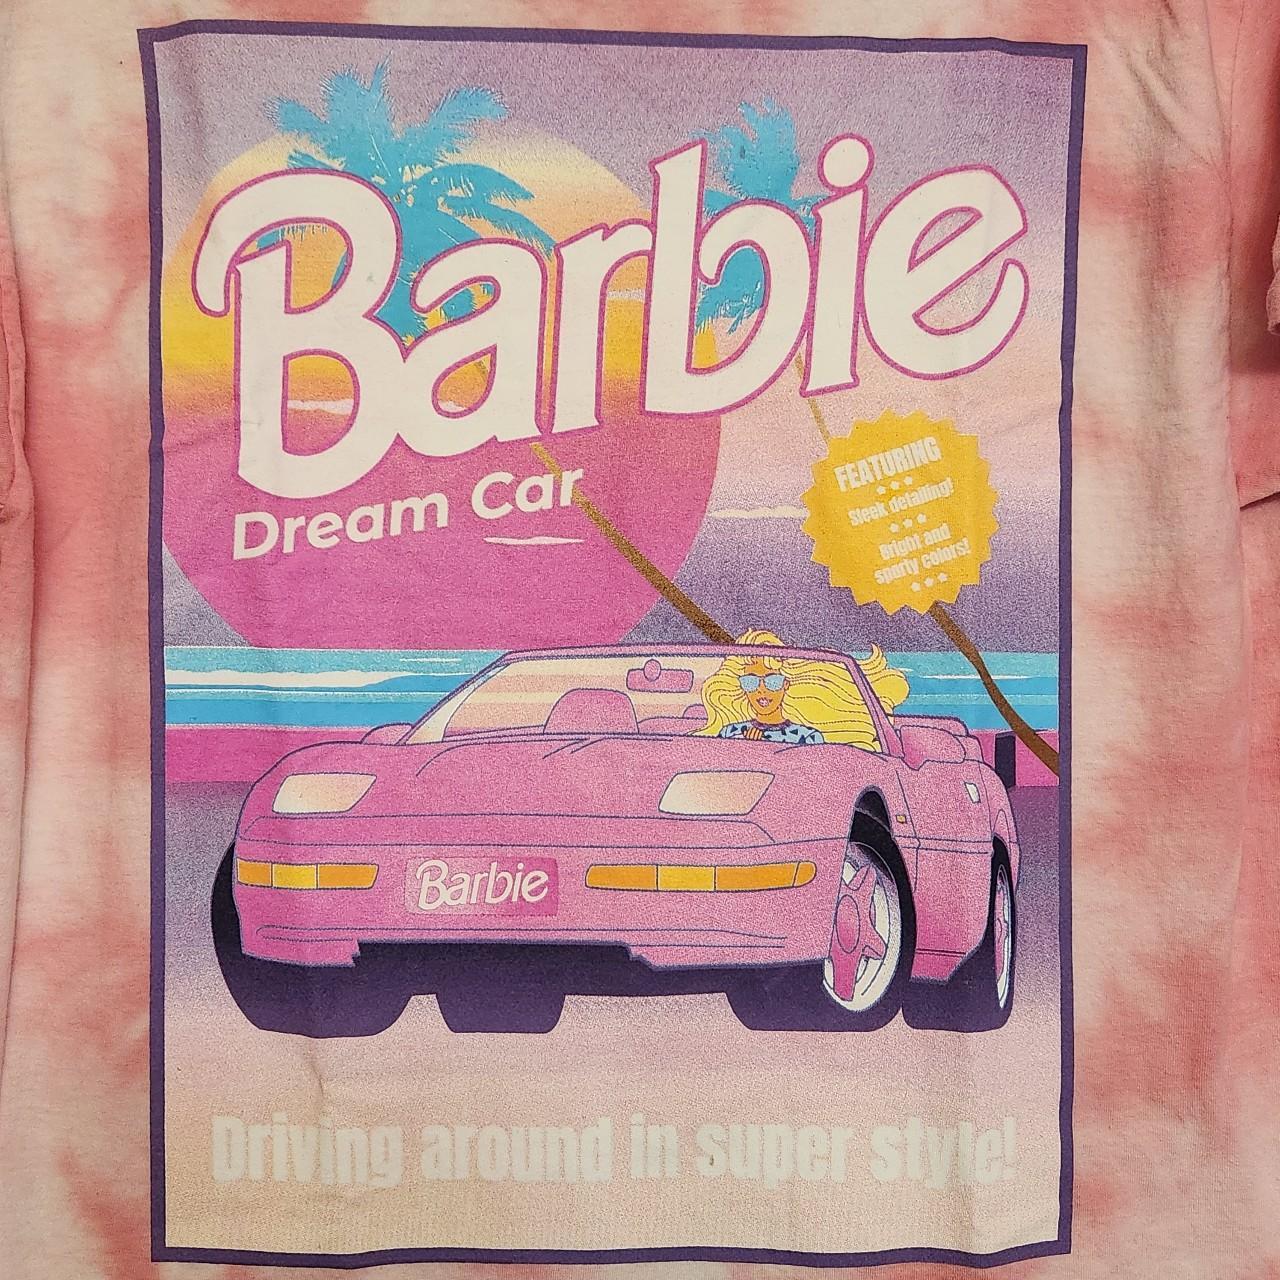 Barbie
Dream Car
FEATURING
Sleek detailing!
Bright and
sporty colors!
Barbie
Driving around in super style!